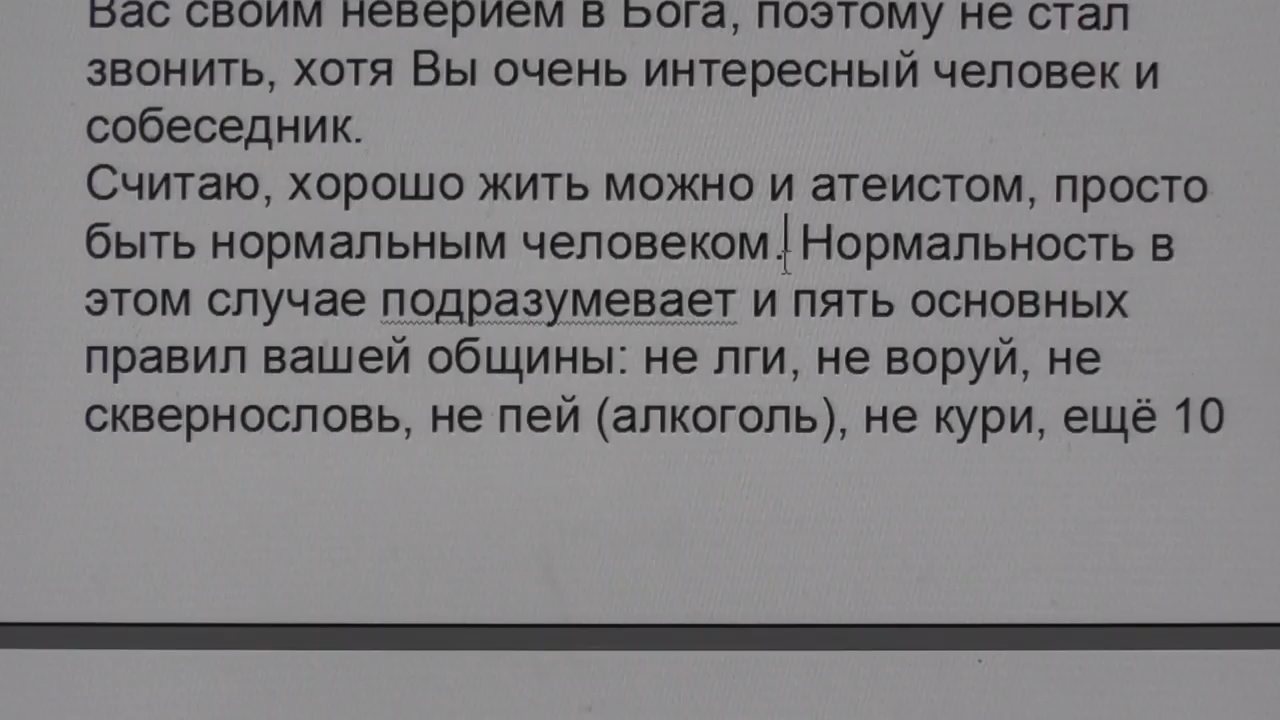 Вас своим неверием в Бога, поэтому не стал
звонить, хотя Вы очень интересный человек и
собеседник.
Считаю, хорошо жить можно и атеистом, просто
быть нормальным человеком. Нормальность в
этом случае подразумевает и пять основных
правил вашей общины: не лги, не воруй, не
сквернословь, не пей (алкоголь), не кури, ещё 10